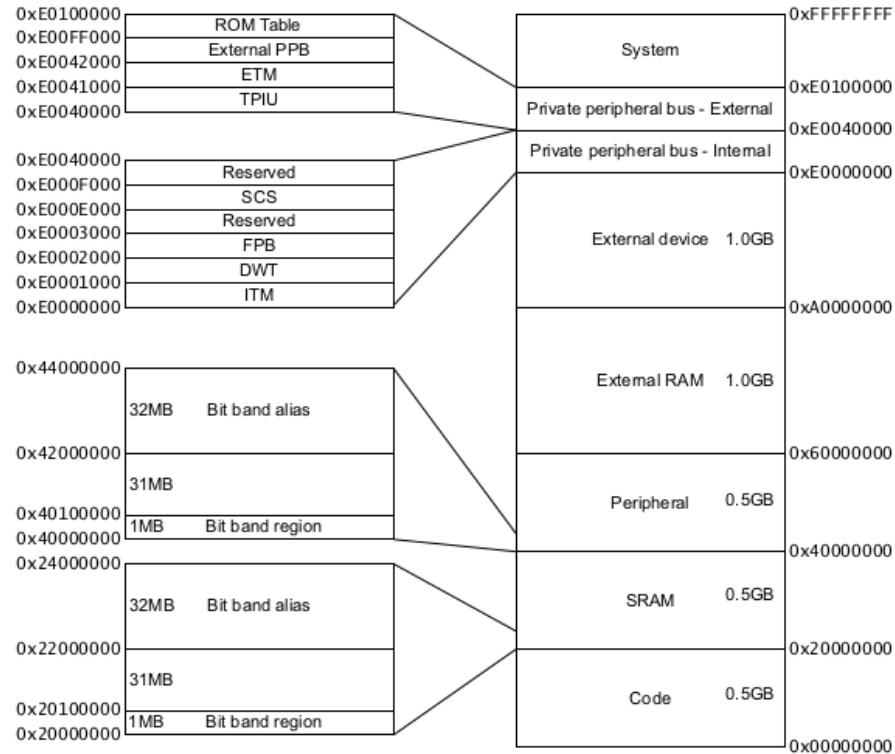 0xE0100000
ROM Table
0xE00FF000
External PPB
0xE0042000
ETM
0xE0041000
TPIU
0xE0040000
0xE0040000
Reserved
0xE000F000
SCS
0xE000E000
Reserved
0xE0003000
FPB
0xE0002000
DWT
0xE0001000
ITM
0xE0000000
0x44000000
32MB Bit band alias
0x42000000
31MB
0x40100000
1MB Bit band region
0x40000000
0x24000000
32MB Bit band alias
0x22000000
31MB
0x20100000
1MB Bit band region
0x20000000
0xFFFFFFFF
System
0xE0100000
Private peripheral bus - External
0xE0040000
Private peripheral bus - Internal
0xE0000000
External device 1.0GB
0xA0000000
External RAM 1.0GB
0x60000000
Peripheral 0.5GB
0x40000000
SRAM 0.5GB
0x20000000
Code 0.5GB
0x00000000